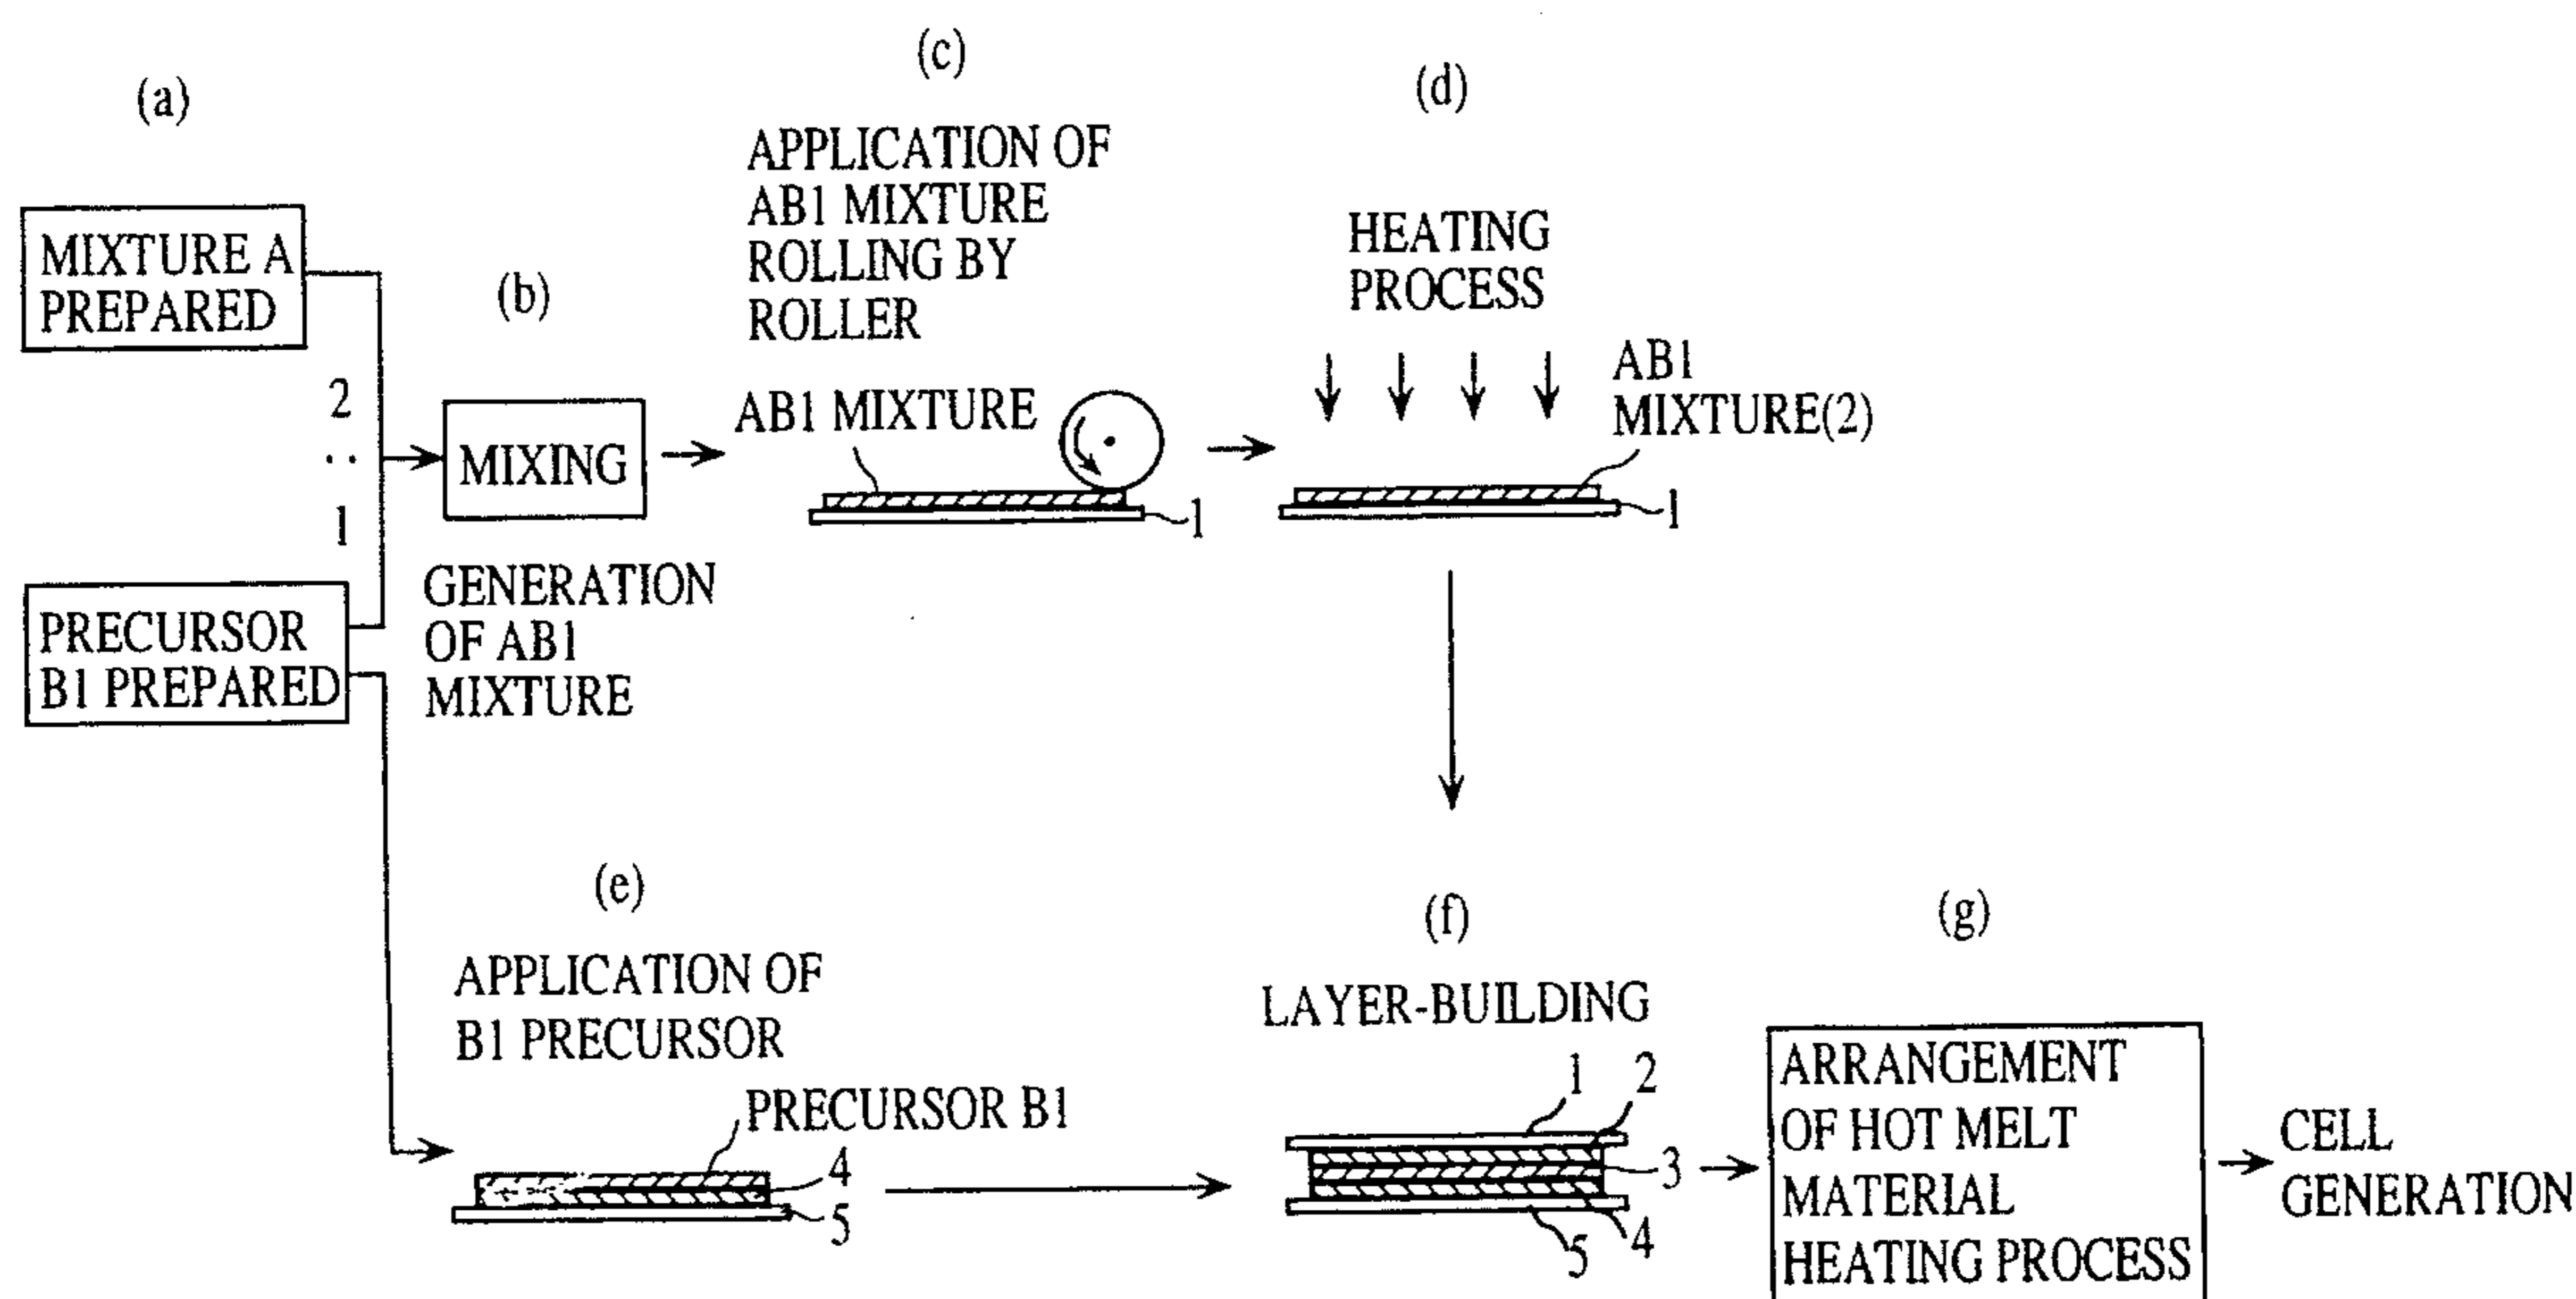 (a)
MIXTURE A
PREPARED
2
: 
1
PRECURSOR
B1 PREPARED
(b)
MIXING
GENERATION
OF AB1
MIXTURE
(c)
APPLICATION OF
AB1 MIXTURE
ROLLING BY
ROLLER
AB1 MIXTURE
1
(d)
HEATING
PROCESS
AB1
MIXTURE(2)
1
(e)
APPLICATION OF
B1 PRECURSOR
PRECURSOR B1
4
5
(f)
LAYER-BUILDING
1 2
3
4
5
(g)
ARRANGEMENT
OF HOT MELT
MATERIAL
HEATING PROCESS
CELL
GENERATION